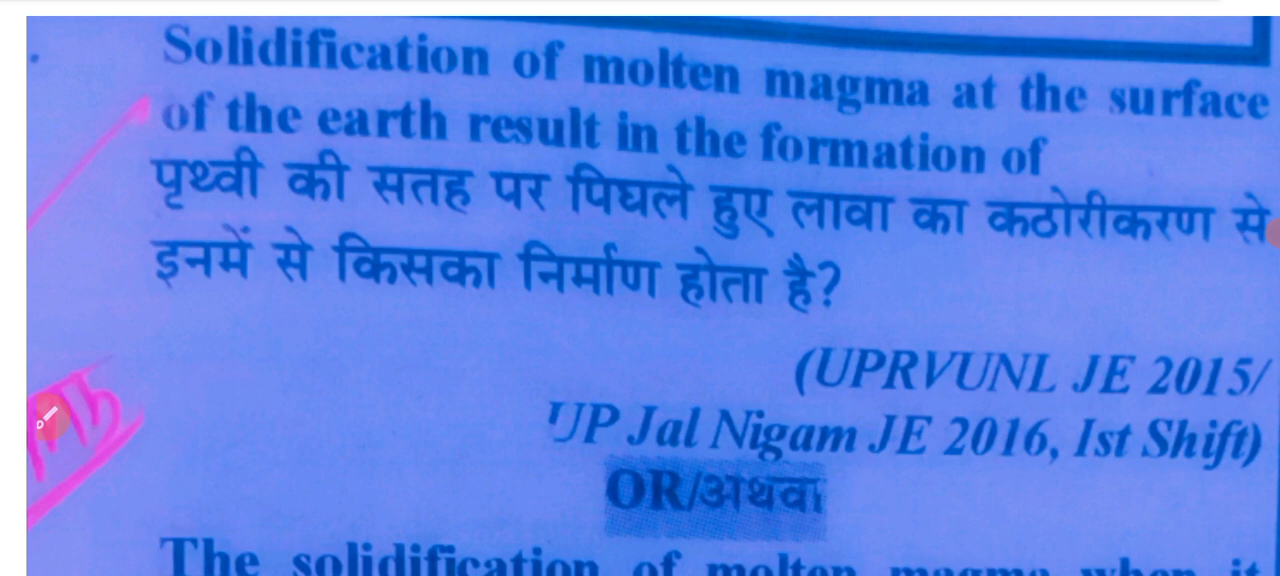 Solidification of molten magma at the surface
of the earth result in the formation of
पृथ्वी की सतह पर पिघले हुए लावा का कठोरीकरण से
इनमें से किसका निर्माण होता है?
(UPRVUNL JE 2015/
UP Jal Nigam JE 2016, Ist Shift)
OR/अथवा
The solidification of molten magma when it